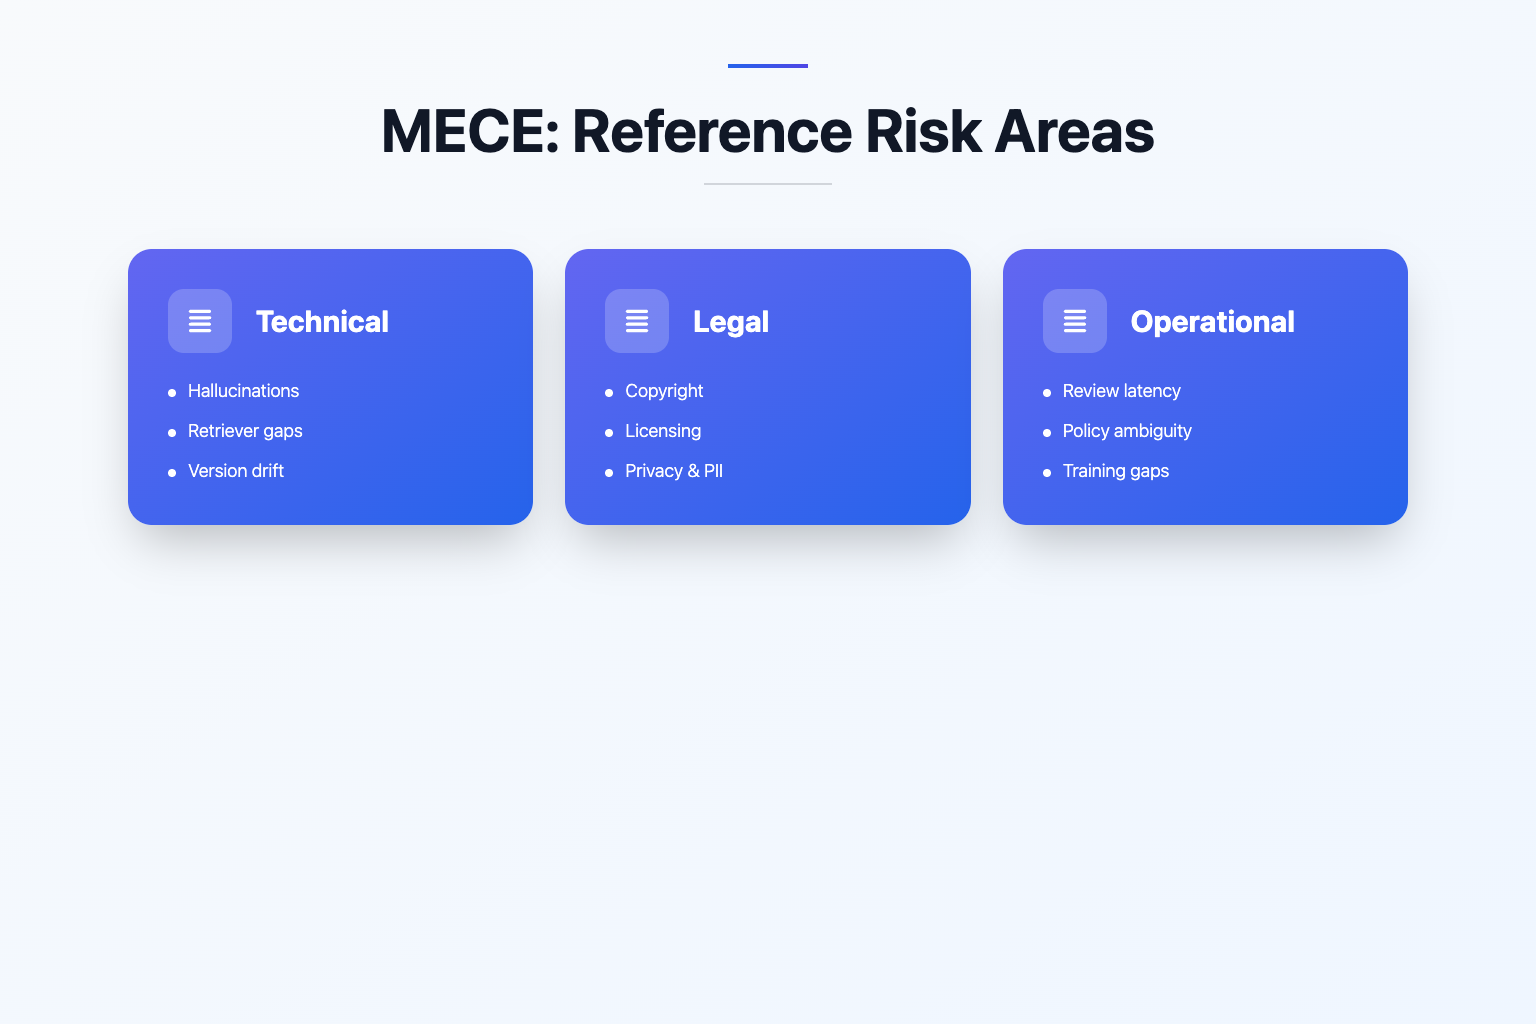 MECE: Reference Risk Areas
Technical
Hallucinations
Retriever gaps
Version drift
Legal
Copyright
Licensing
Privacy & PII
Operational
Review latency
Policy ambiguity
Training gaps